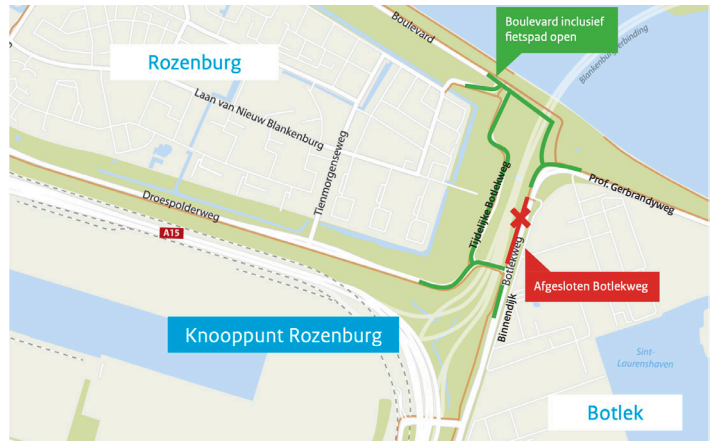 Boulevard
Boulevard inclusief
fietspad open
Blankenburgverbinding
Rozenburg
Laan van Nieuw Blankenburg
Tienmorgenseweg
Droespolderweg
A15
Tijdelijke Botlekweg
Prof. Gerbrandyweg
Botlekweg
Afgesloten Botlekweg
Binnendijk
Knooppunt Rozenburg
Sint-
Laurenshaven
Botlek